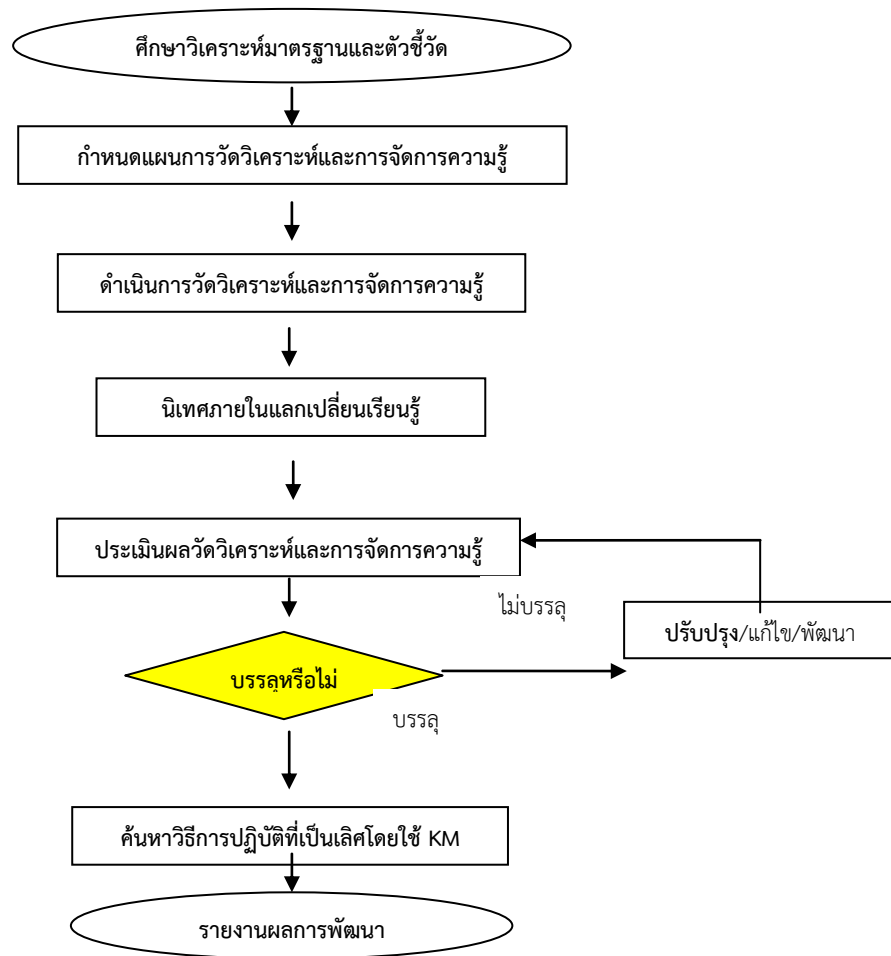 ศึกษาวิเคราะห์มาตรฐานและตัวชี้วัด
กำหนดแผนการวัดวิเคราะห์และการจัดการความรู้
ดำเนินการวัดวิเคราะห์และการจัดการความรู้
นิเทศภายในแลกเปลี่ยนเรียนรู้
ประเมินผลวัดวิเคราะห์และการจัดการความรู้
ไม่บรรลุ
ปรับปรุง/แก้ไข/พัฒนา
บรรลุหรือไม่
บรรลุ
ค้นหาวิธีการปฏิบัติที่เป็นเลิศโดยใช้ KM
รายงานผลการพัฒนา